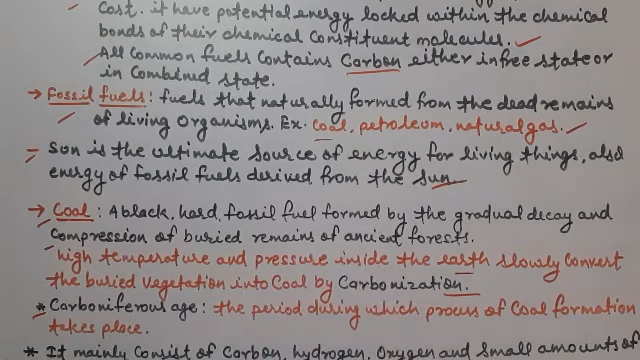 Cost. it have potential energy locked within the chemical
bonds of their chemical constituent molecules.
All common fuels contains Carbon either in free state or
in Combined state.
→ Fossil fuels: fuels that naturally formed from the dead remains
of living organisms. Ex. coal, petroleum, natural gas.
Sun is the ultimate source of energy for living things, also
energy of fossil fuels derived from the sun
→ Coal: A black, hard, fossil fuel formed by the gradual decay and
Compression of buried remains of ancient forests.
high temperature and pressure inside the earth slowly convert
the buried vegetation into Coal by Carbonization.
* Carboniferous age: the period during which process of Coal formation
takes place.
* It mainly consist of Carbon, hydrogen, Oxygen and small amounts of